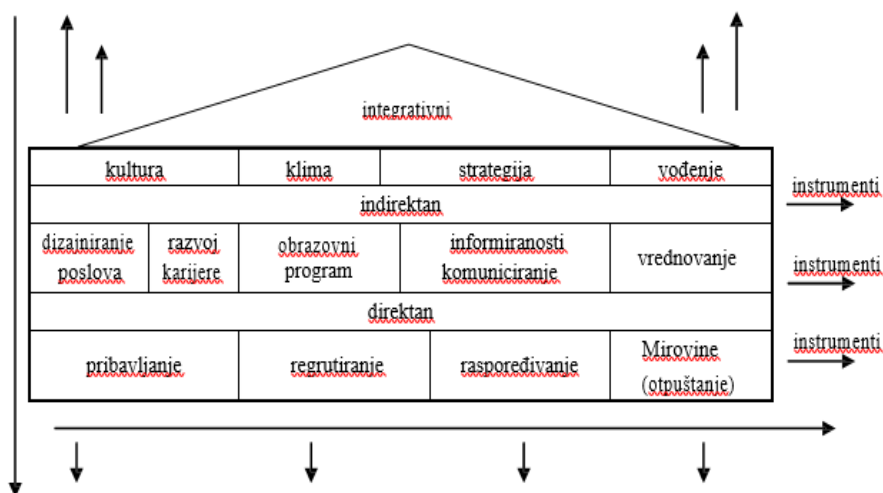 integrativni
kultura klima strategija vođenje
instrumenti
indirektan
dizajniranje poslova razvoj karijere obrazovni program informiranosti komuniciranje vrednovanje
instrumenti
direktan
instrumenti
pribavljanje regrutiranje raspoređivanje Mirovine (otpuštanje)